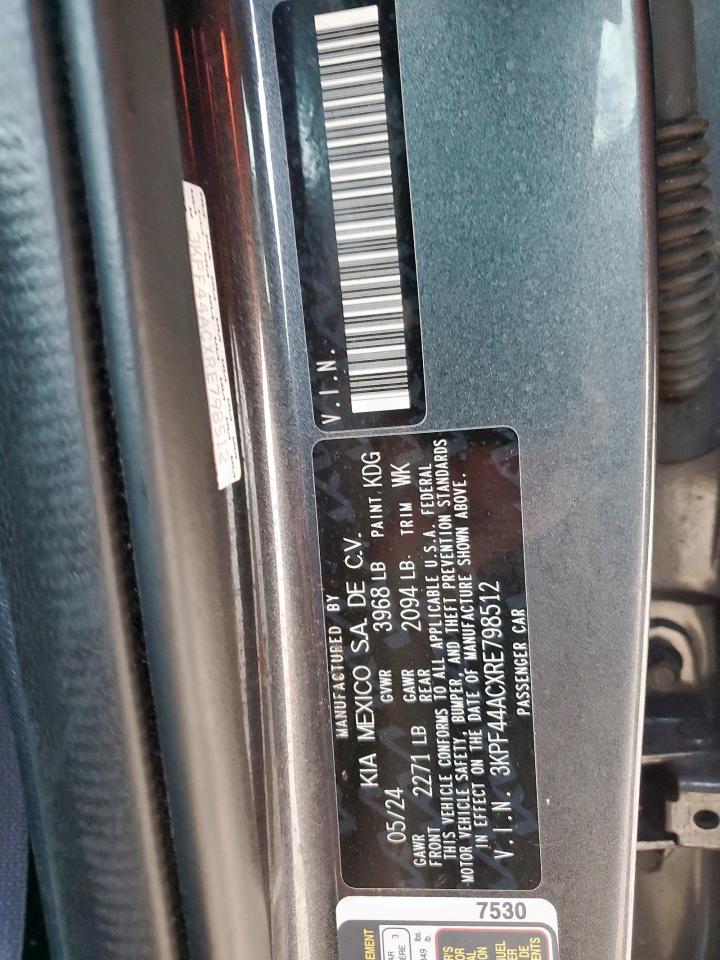 V.I.N.
MANUFACTURED BY
KIA MEXICO S.A. DE C.V.
05/24 GVWR 3968 LB PAINT KDG
GAWR FRONT 2271 LB GAWR REAR 2094 LB TRIM WK
THIS VEHICLE CONFORMS TO ALL APPLICABLE U.S.A. FEDERAL
MOTOR VEHICLE SAFETY, BUMPER, AND THEFT PREVENTION STANDARDS
IN EFFECT ON THE DATE OF MANUFACTURE SHOWN ABOVE.
V.I.N. 3KPF44ACXRE798512
PASSENGER CAR
3KPF44ACXRE798512
7530